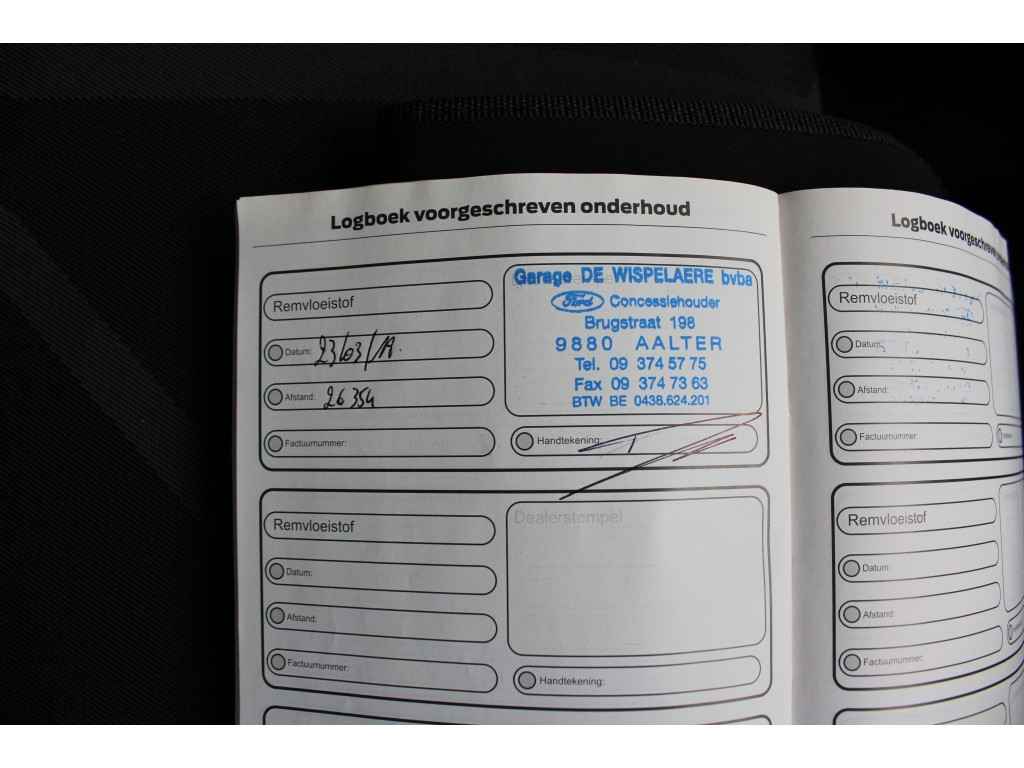 Logboek voorgeschreven onderhoud
Remvloeistof
Datum: 23/03/
Afstand: 26 354
Factuurnummer:
Garage DE WISPELAERE bvba
Ford Concessiehouder
Brugstraat 198
9880 AALTER
Tel. 09 374 57 75
Fax 09 374 73 63
BTW BE 0438.624.201
Handtekening:
Remvloeistof
Datum:
Afstand:
Factuurnummer:
Dealerstempel
Handtekening:
Logboek voorgeschreven
Remvloeistof
Datum:
Afstand:
Factuurnummer:
Remvloeistof
Datum:
Afstand:
Factuurnummer: